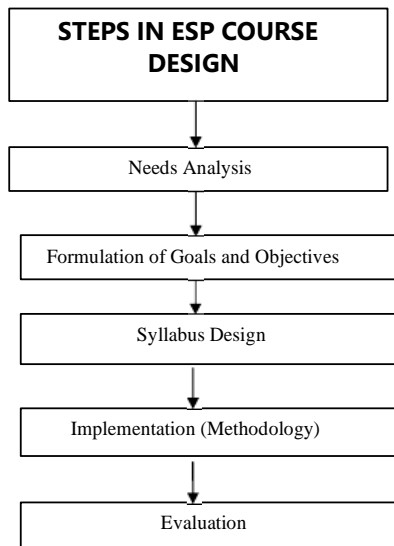 STEPS IN ESP COURSE
DESIGN
Needs Analysis
Formulation of Goals and Objectives
Syllabus Design
Implementation (Methodology)
Evaluation